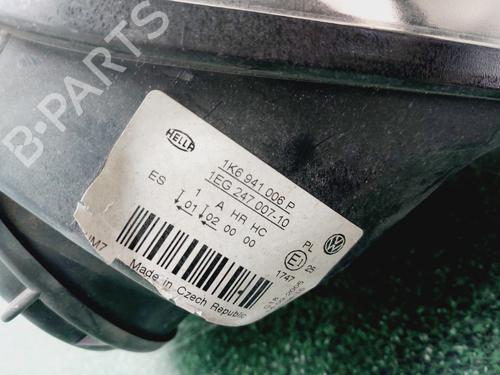 B-PARTS
HELLA
1K6 941 006 P
1EG 247.007-10
ES 1 A HR HC PL
01 02 00 00
1747
JM7
Made in Czech Republic